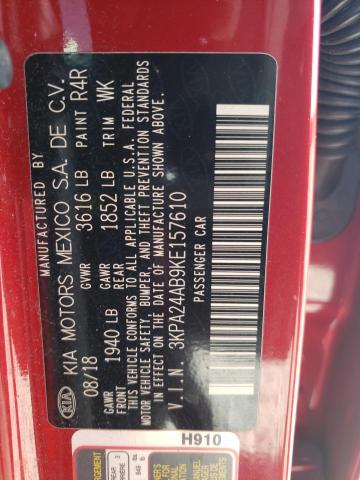 MANUFACTURED BY
KIA KIA MOTORS MEXICO S.A. DE C.V.
08/18 GVWR 3616 LB PAINT R4R
GAWR FRONT 1940 LB GAWR REAR 1852 LB TRIM WK
THIS VEHICLE CONFORMS TO ALL APPLICABLE U.S.A. FEDERAL
MOTOR VEHICLE SAFETY, BUMPER, AND THEFT PREVENTION STANDARDS
IN EFFECT ON THE DATE OF MANUFACTURE SHOWN ABOVE.
V.I.N. 3KPA24AB9KE157610
PASSENGER CAR
H910
REAR 3